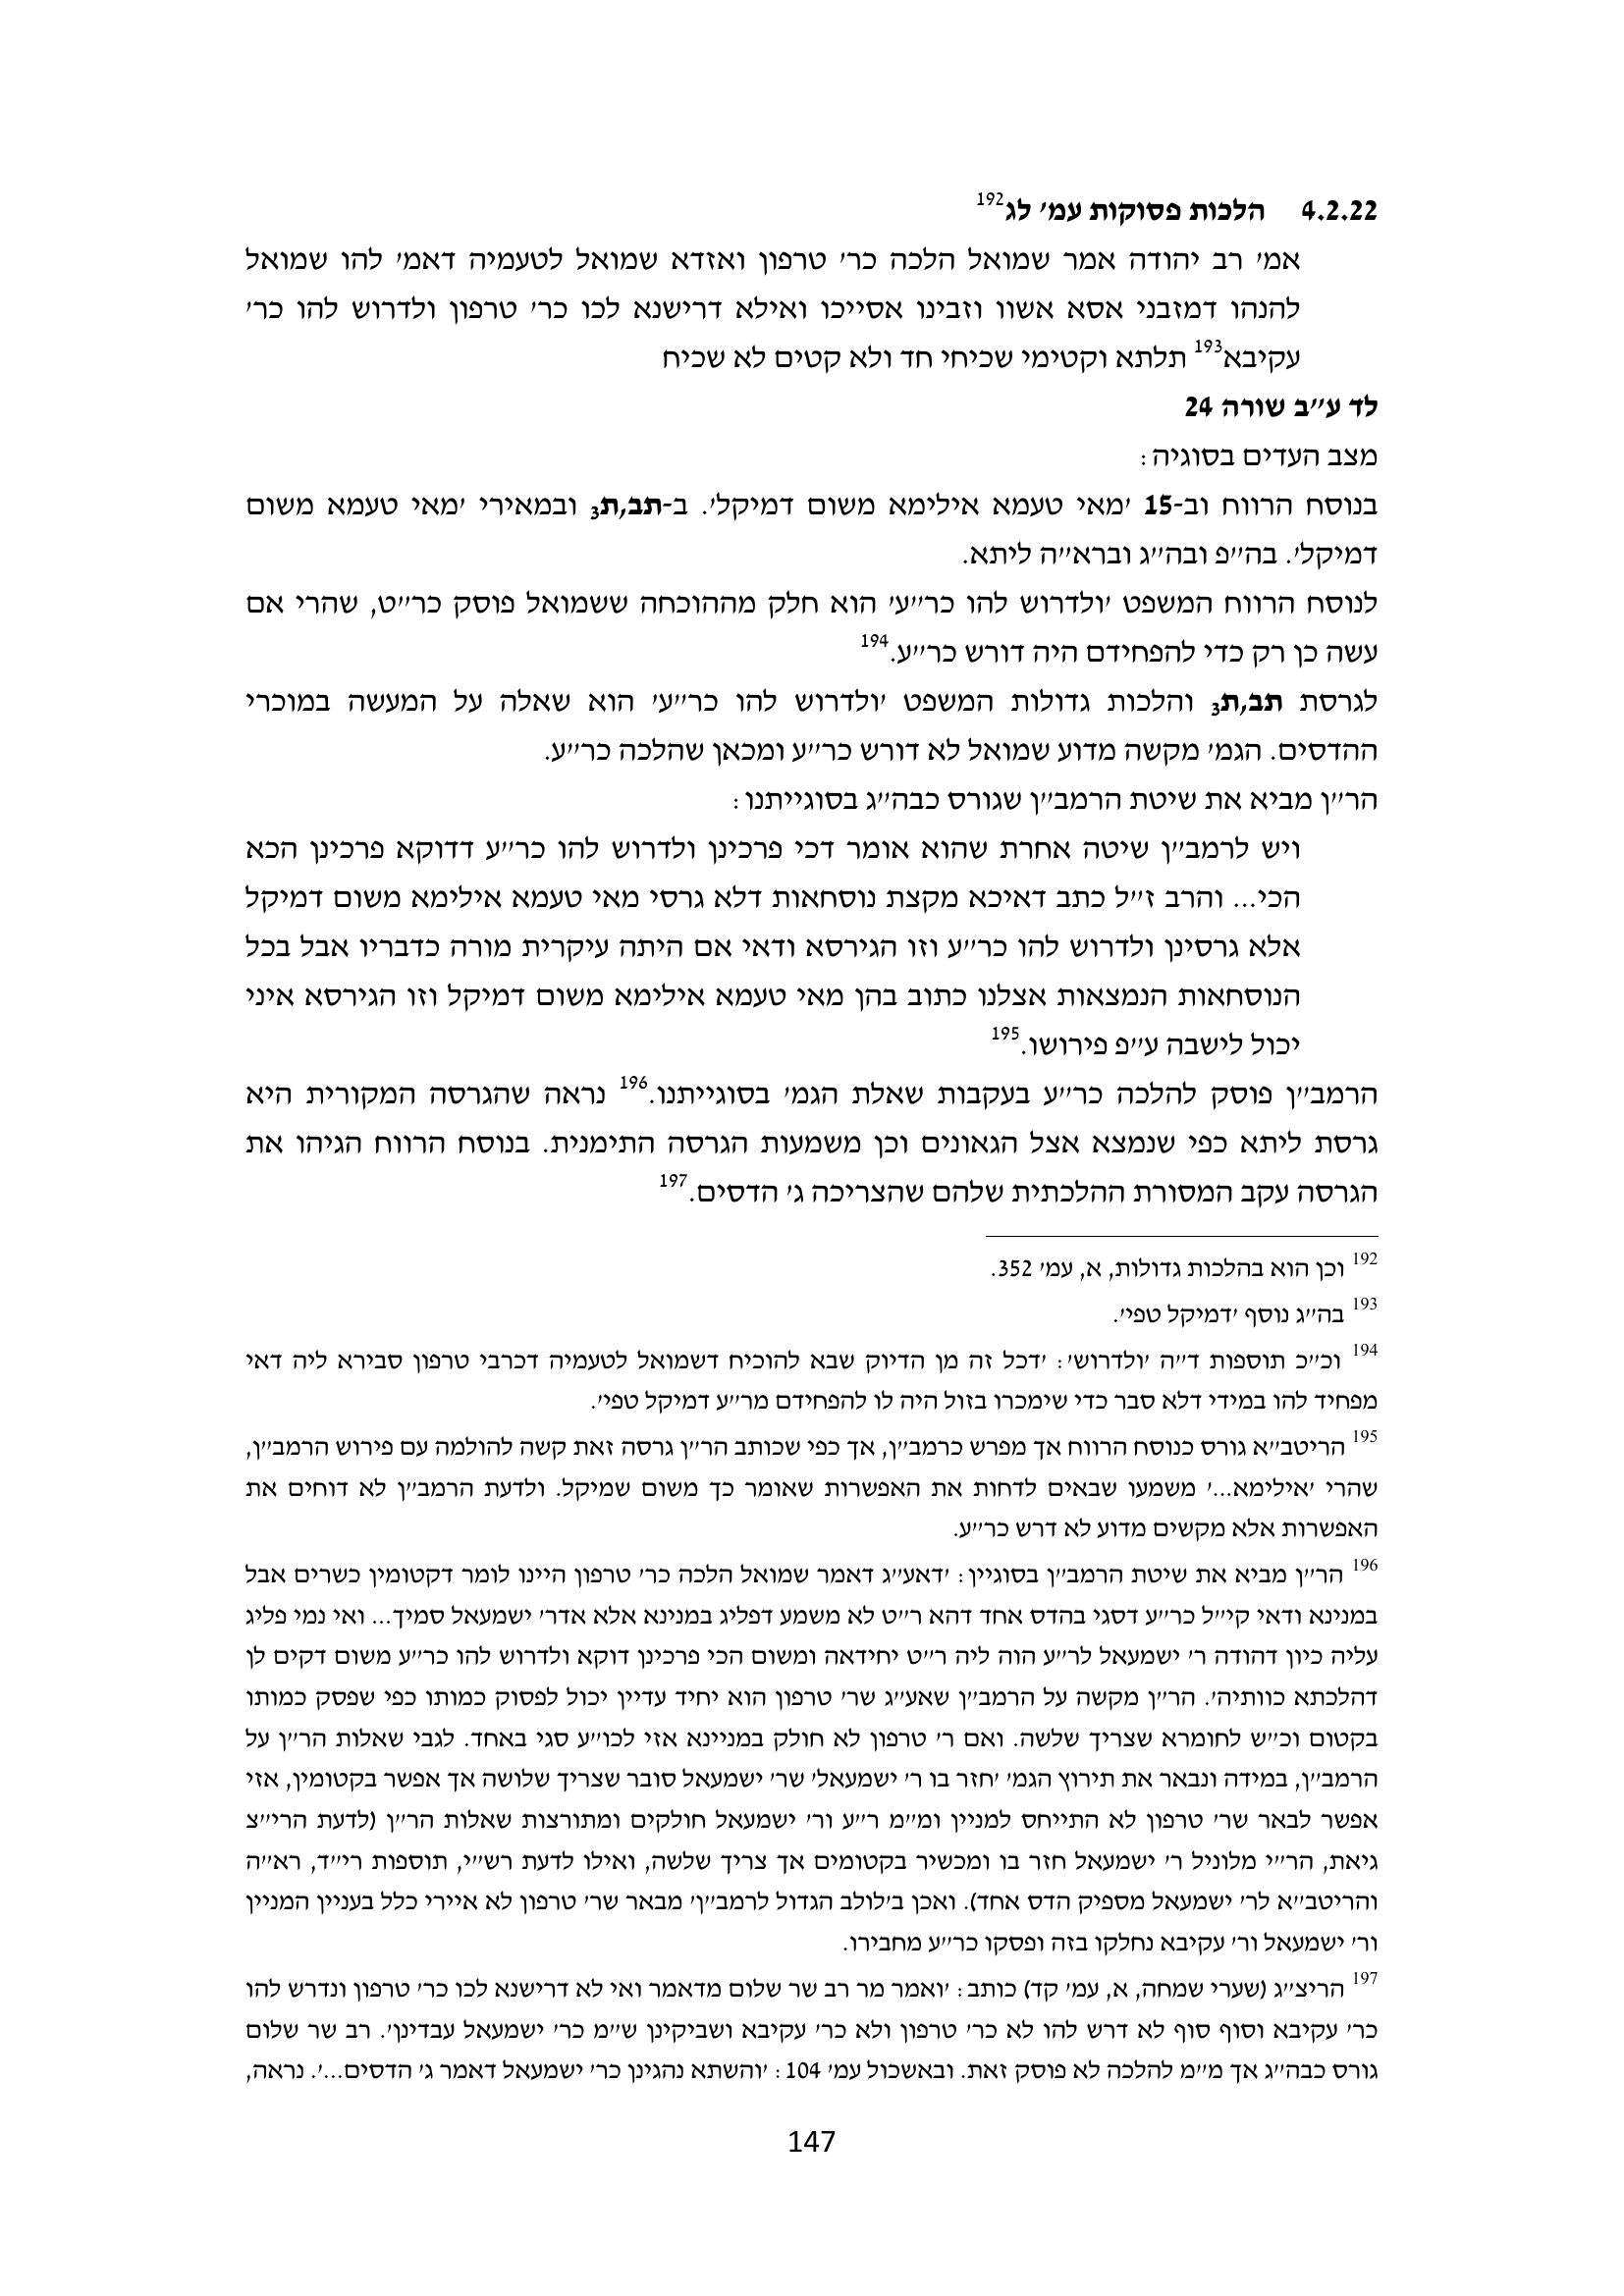 4.2.22 הלכות פסוקות עמ׳ לג192
אמ׳ רב יהודה אמר שמואל הלכה כר׳ טרפון ואזדא שמואל לטעמיה דאמ׳ להו שמואל
להנהו דמזבני אסא אשוו וזבינו אסייכו ואילא דרישנא לכו כר׳ טרפון ולדרוש להו כר׳
עקיבא193 תלתא וקטימי שכיחי חד ולא קטים לא שכיח
לד ע״ב שורה 24
מצב העדים בסוגיה:
בנוסח הרווח וב-15 ׳מאי טעמא אילימא משום דמיקל׳. ב-תב,ת3 ובמאירי ׳מאי טעמא משום
דמיקל׳. בה״פ ובה״ג וברא״ה ליתא.
לנוסח הרווח המשפט ׳ולדרוש להו כר״ע׳ הוא חלק מההוכחה ששמואל פוסק כר״ט, שהרי אם
עשה כן רק כדי להפחידם היה דורש כר״ע.194
לגרסת תב,ת3 והלכות גדולות המשפט ׳ולדרוש להו כר״ע׳ הוא שאלה על המעשה במוכרי
ההדסים. הגמ׳ מקשה מדוע שמואל לא דורש כר״ע ומכאן שהלכה כר״ע.
הר״ן מביא את שיטת הרמב״ן שגורס כבה״ג בסוגייתנו:
ויש לרמב״ן שיטה אחרת שהוא אומר דכי פרכינן ולדרוש להו כר״ע דדוקא פרכינן הכא
הכי... והרב ז״ל כתב דאיכא מקצת נוסחאות דלא גרסי מאי טעמא אילימא משום דמיקל
אלא גרסינן ולדרוש להו כר״ע וזו הגירסא ודאי אם היתה עיקרית מורה כדבריו אבל בכל
הנוסחאות הנמצאות אצלנו כתוב בהן מאי טעמא אילימא משום דמיקל וזו הגירסא איני
יכול לישבה ע״פ פירושו.195
הרמב״ן פוסק להלכה כר״ע בעקבות שאלת הגמ׳ בסוגייתנו.196 נראה שהגרסה המקורית היא
גרסת ליתא כפי שנמצא אצל הגאונים וכן משמעות הגרסה התימנית. בנוסח הרווח הגיהו את
הגרסה עקב המסורת ההלכתית שלהם שהצריכה ג׳ הדסים.197
192 וכן הוא בהלכות גדולות, א, עמ׳ 352.
193 בה״ג נוסף ׳דמיקל טפי׳.
194 וכ״כ תוספות ד״ה ׳ולדרוש׳: ׳דכל זה מן הדיוק שבא להוכיח דשמואל לטעמיה דכרבי טרפון סבירא ליה דאי
מפחיד להו במידי דלא סבר כדי שימכרו בזול היה לו להפחידם מר״ע דמיקל טפי׳.
195 הריטב״א גורס כנוסח הרווח אך מפרש כרמב״ן, אך כפי שכותב הר״ן גרסה זאת קשה להולמה עם פירוש הרמב״ן,
שהרי ׳אילימא...׳ משמעו שבאים לדחות את האפשרות שאומר כך משום שמיקל. ולדעת הרמב״ן לא דוחים את
האפשרות אלא מקשים מדוע לא דרש כר״ע.
196 הר״ן מביא את שיטת הרמב״ן בסוגיין: ׳דאע״ג דאמר שמואל הלכה כר׳ טרפון היינו לומר דקטומין כשרים אבל
במנינא ודאי קי״ל כר״ע דסגי בהדס אחד דהא ר״ט לא משמע דפליג במנינא אלא אדר׳ ישמעאל סמיך... ואי נמי פליג
עליה כיון דהודה ר׳ ישמעאל לר״ע הוה ליה ר״ט יחידאה ומשום הכי פרכינן דוקא ולדרוש להו כר״ע משום דקים לן
דהלכתא כוותיה׳. הר״ן מקשה על הרמב״ן שאע״ג שר׳ טרפון הוא יחיד עדיין יכול לפסוק כמותו כפי שפסק כמותו
בקטום וכ״ש לחומרא שצריך שלשה. ואם ר׳ טרפון לא חולק במניינא אזי לכו״ע סגי באחד. לגבי שאלות הר״ן על
הרמב״ן, במידה ונבאר את תירוץ הגמ׳ ׳חזר בו ר׳ ישמעאל׳ שר׳ ישמעאל סובר שצריך שלושה אך אפשר בקטומין, אזי
אפשר לבאר שר׳ טרפון לא התייחס למניין ומ״מ ר״ע ור׳ ישמעאל חולקים ומתורצות שאלות הר״ן (לדעת הרי״צ
גיאת, הר״י מלוניל ר׳ ישמעאל חזר בו ומכשיר בקטומים אך צריך שלשה, ואילו לדעת רש״י, תוספות רי״ד, ראי״ה
והריטב״א לר׳ ישמעאל מספיק הדס אחד). ואכן ב׳לולב הגדול לרמב״ן׳ מבאר שר׳ טרפון לא איירי כלל בעניין המניין
ור׳ ישמעאל ור׳ עקיבא נחלקו בזה ופסקו כר״ע מחבירו.
197 הריצ״ג (שערי שמחה, א, עמ׳ קד) כותב: ׳ואמר מר רב שר שלום מדאמר ואי לא דרישנא לכו כר׳ טרפון ונדרש להו
כר׳ עקיבא וסוף סוף לא דרש להו לא כר׳ טרפון ולא כר׳ עקיבא ושביקינן ש״מ כר׳ ישמעאל עבדינן׳. רב שר שלום
גורס כבה״ג אך מ״מ להלכה לא פוסק זאת. ובאשכול עמ׳ 104: ׳והשתא נהגינן כר׳ ישמעאל דאמר ג׳ הדסים...׳. נראה,
147